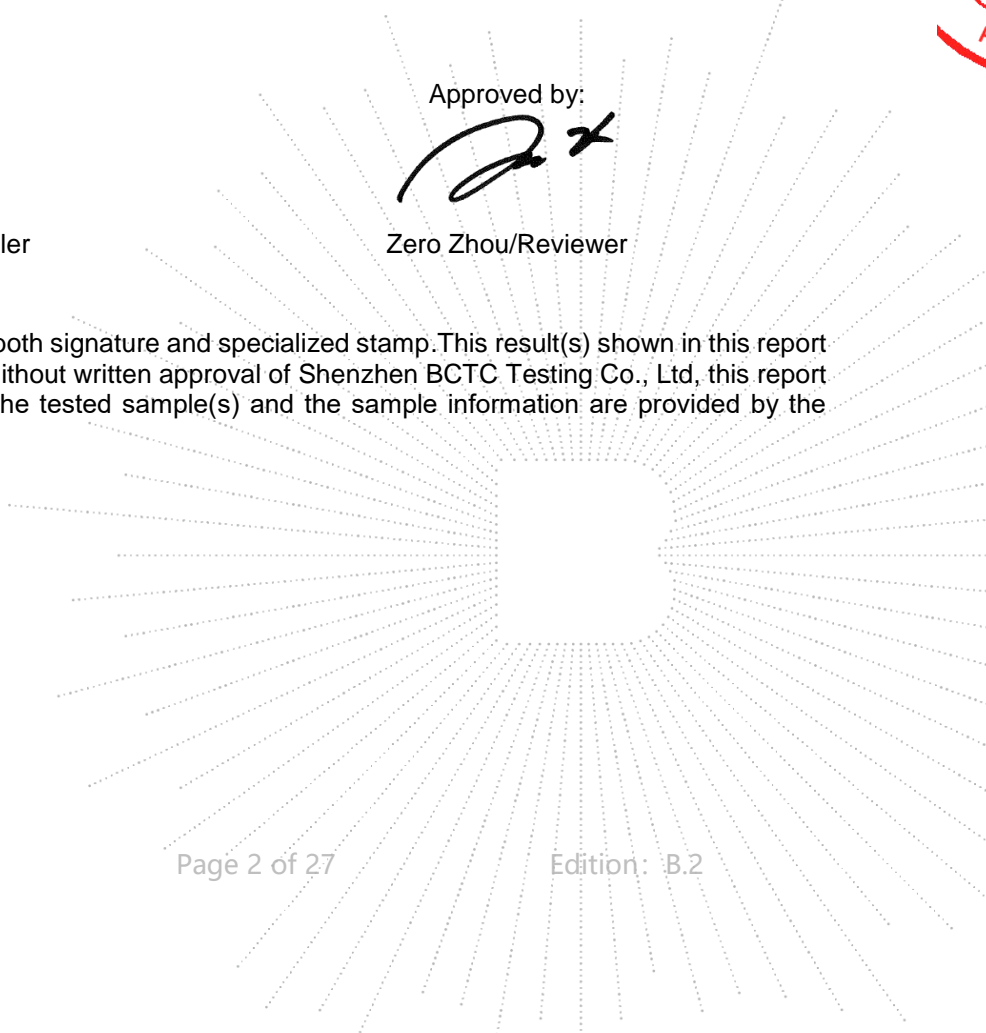 Approved by:
ler Zero Zhou/Reviewer
both signature and specialized stamp.This result(s) shown in this report
ithout written approval of Shenzhen BCTC Testing Co., Ltd, this report
he tested sample(s) and the sample information are provided by the
Page 2 of 27 Edition: B.2